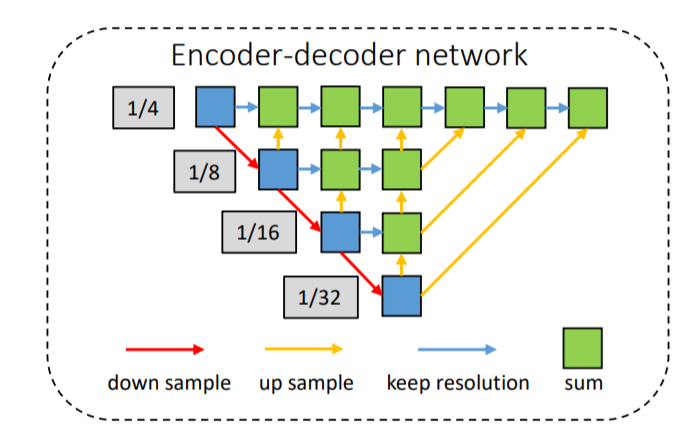 Encoder-decoder network
1/4
1/8
1/16
1/32
down sample
up sample
keep resolution
sum